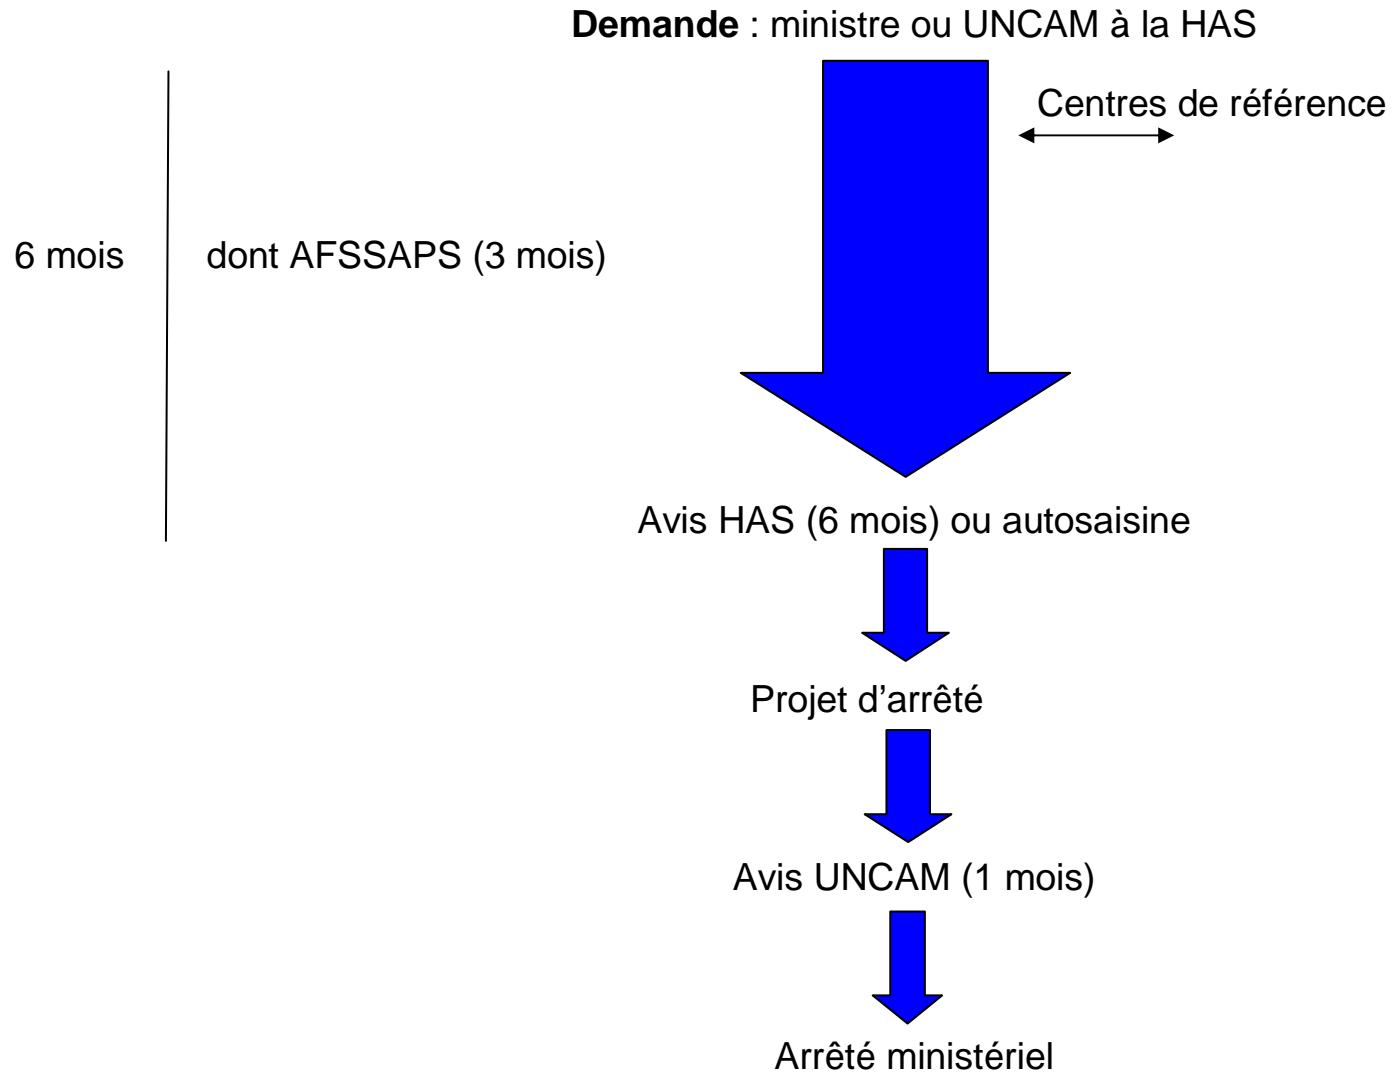 Demande : ministre ou UNCAM à la HAS
Centres de référence
6 mois
dont AFSSAPS (3 mois)
Avis HAS (6 mois) ou autosaisine
Projet d’arrêté
Avis UNCAM (1 mois)
Arrêté ministériel